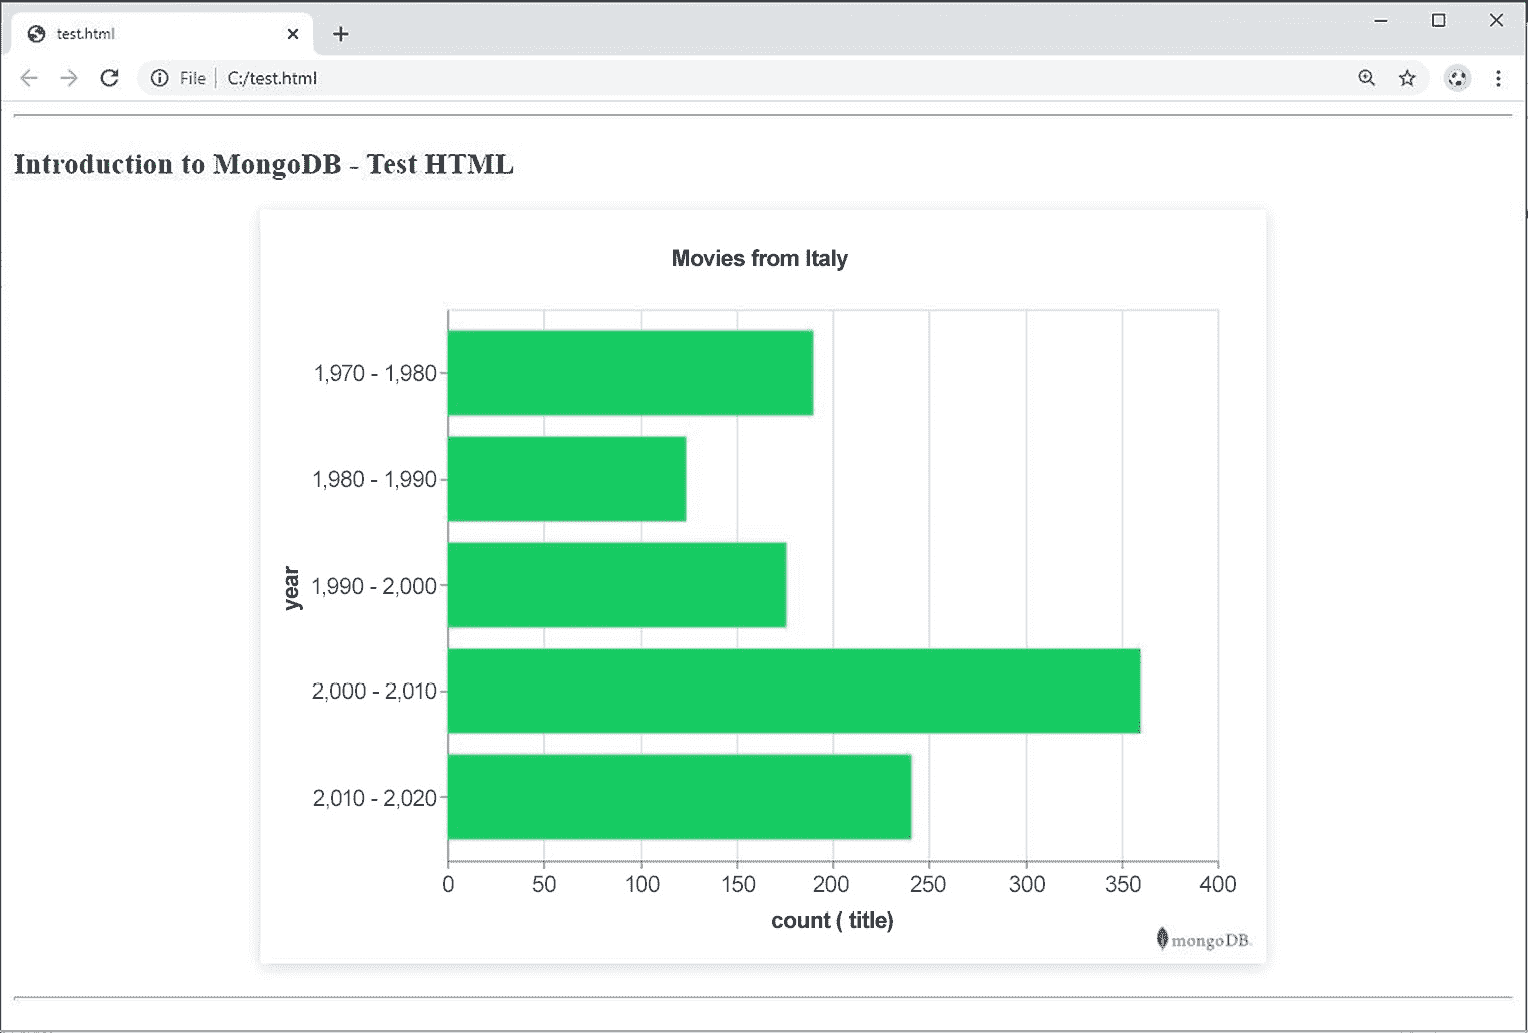 test.html
File C:/test.html
Introduction to MongoDB - Test HTML
Movies from Italy
1,970 - 1,980
1,980 - 1,990
1,990 - 2,000
2,000 - 2,010
2,010 - 2,020
year
0 50 100 150 200 250 300 350 400
count ( title)
mongoDB.